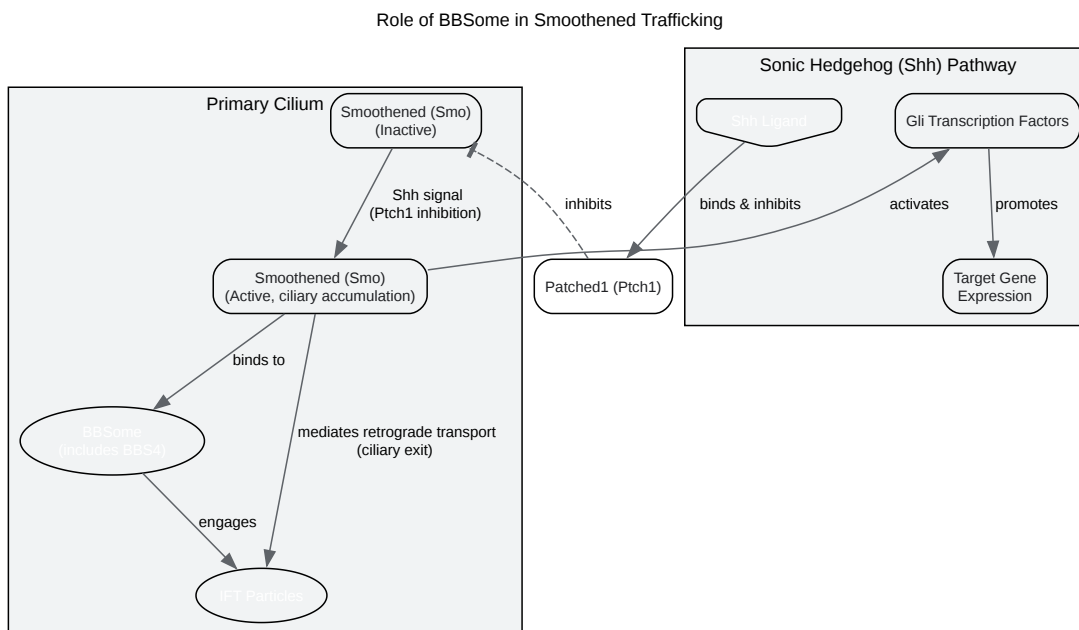 Role of BBSome in Smoothened Trafficking
Sonic Hedgehog (Shh) Pathway
Primary Cilium
Smoothened (Smo)
(Inactive)
Shh Ligand
Gli Transcription Factors
Shh signal
(Ptch1 inhibition)
inhibits
binds & inhibits
activates
promotes
Smoothened (Smo)
(Active, ciliary accumulation)
Patched1 (Ptch1)
Target Gene
Expression
binds to
BBSome
(includes BBS4)
mediates retrograde transport
(ciliary exit)
engages
IFT Particles